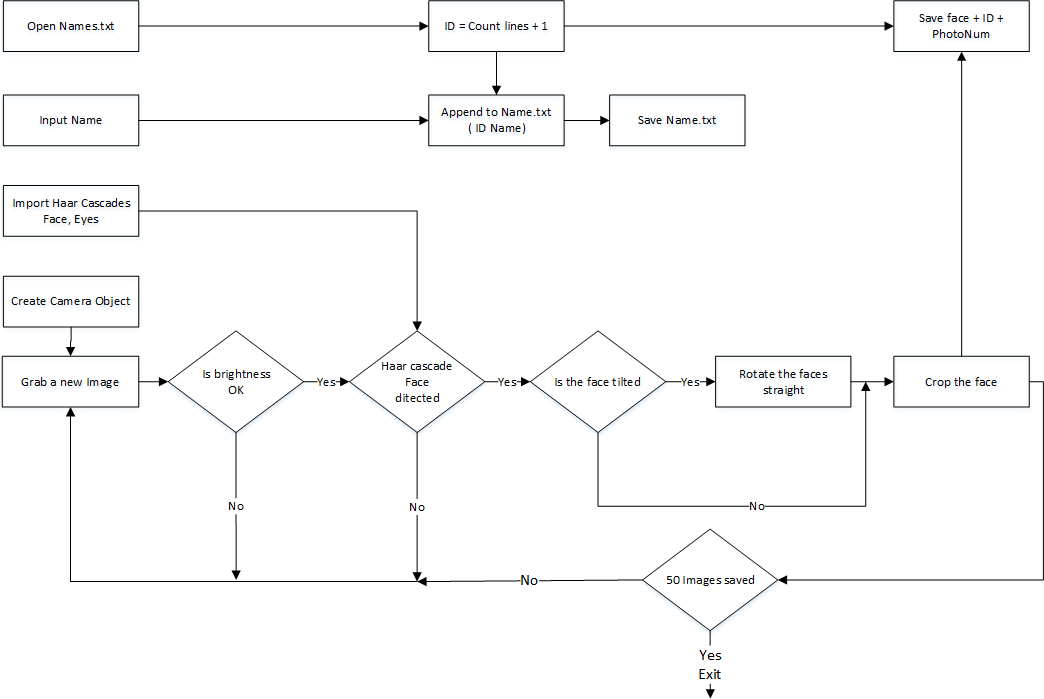 Open Names.txt
ID = Count lines + 1
Save face + ID +
PhotoNum
Input Name
Append to Name.txt
( ID Name)
Save Name.txt
Import Haar Cascades
Face, Eyes
Create Camera Object
Grab a new Image
Is brightness
OK
Yes
Haar cascade
Face
ditected
Yes
Is the face tilted
Yes
Rotate the faces
straight
Crop the face
No
No
No
No
50 Images saved
Yes
Exit